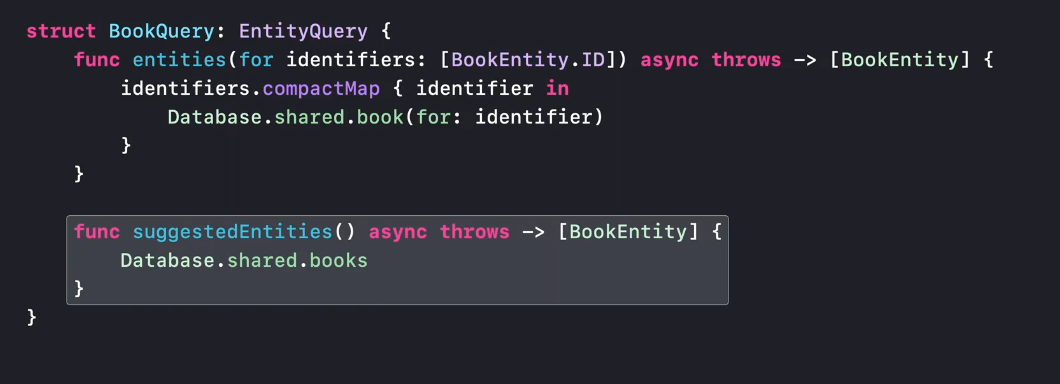 struct BookQuery: EntityQuery {
    func entities(for identifiers: [BookEntity.ID]) async throws -> [BookEntity] {
        identifiers.compactMap { identifier in
            Database.shared.book(for: identifier)
        }
    }

    func suggestedEntities() async throws -> [BookEntity] {
        Database.shared.books
    }
}